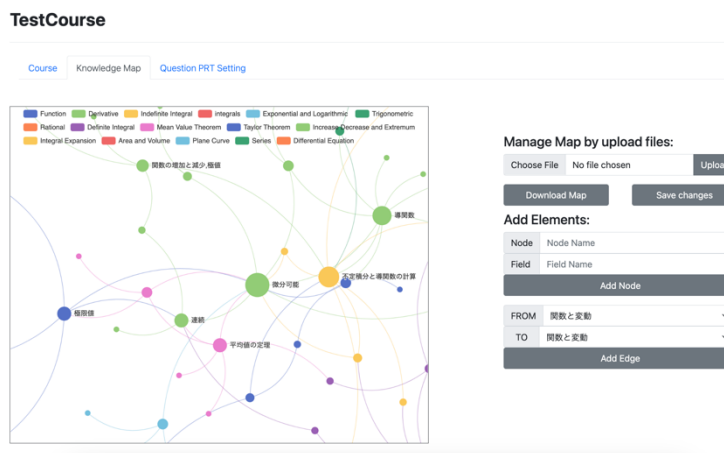 TestCourse
Course Knowledge Map Question PRT Setting
Function Derivative Indefinite Integral integrals Exponential and Logarithmic Trigonometric
Rational Definite Integral Mean Value Theorem Taylor Theorem Increase Decrease and Extremum
Integral Expansion Area and Volume Plane Curve Series Differential Equation
関数の増加と減少,極値
導関数
不定積分と導関数の計算
微分可能
極限値
連続
平均値の定理
Manage Map by upload files:
Choose File No file chosen Uploa
Download Map Save changes
Add Elements:
Node Node Name
Field Field Name
Add Node
FROM 関数と変動
TO 関数と変動
Add Edge